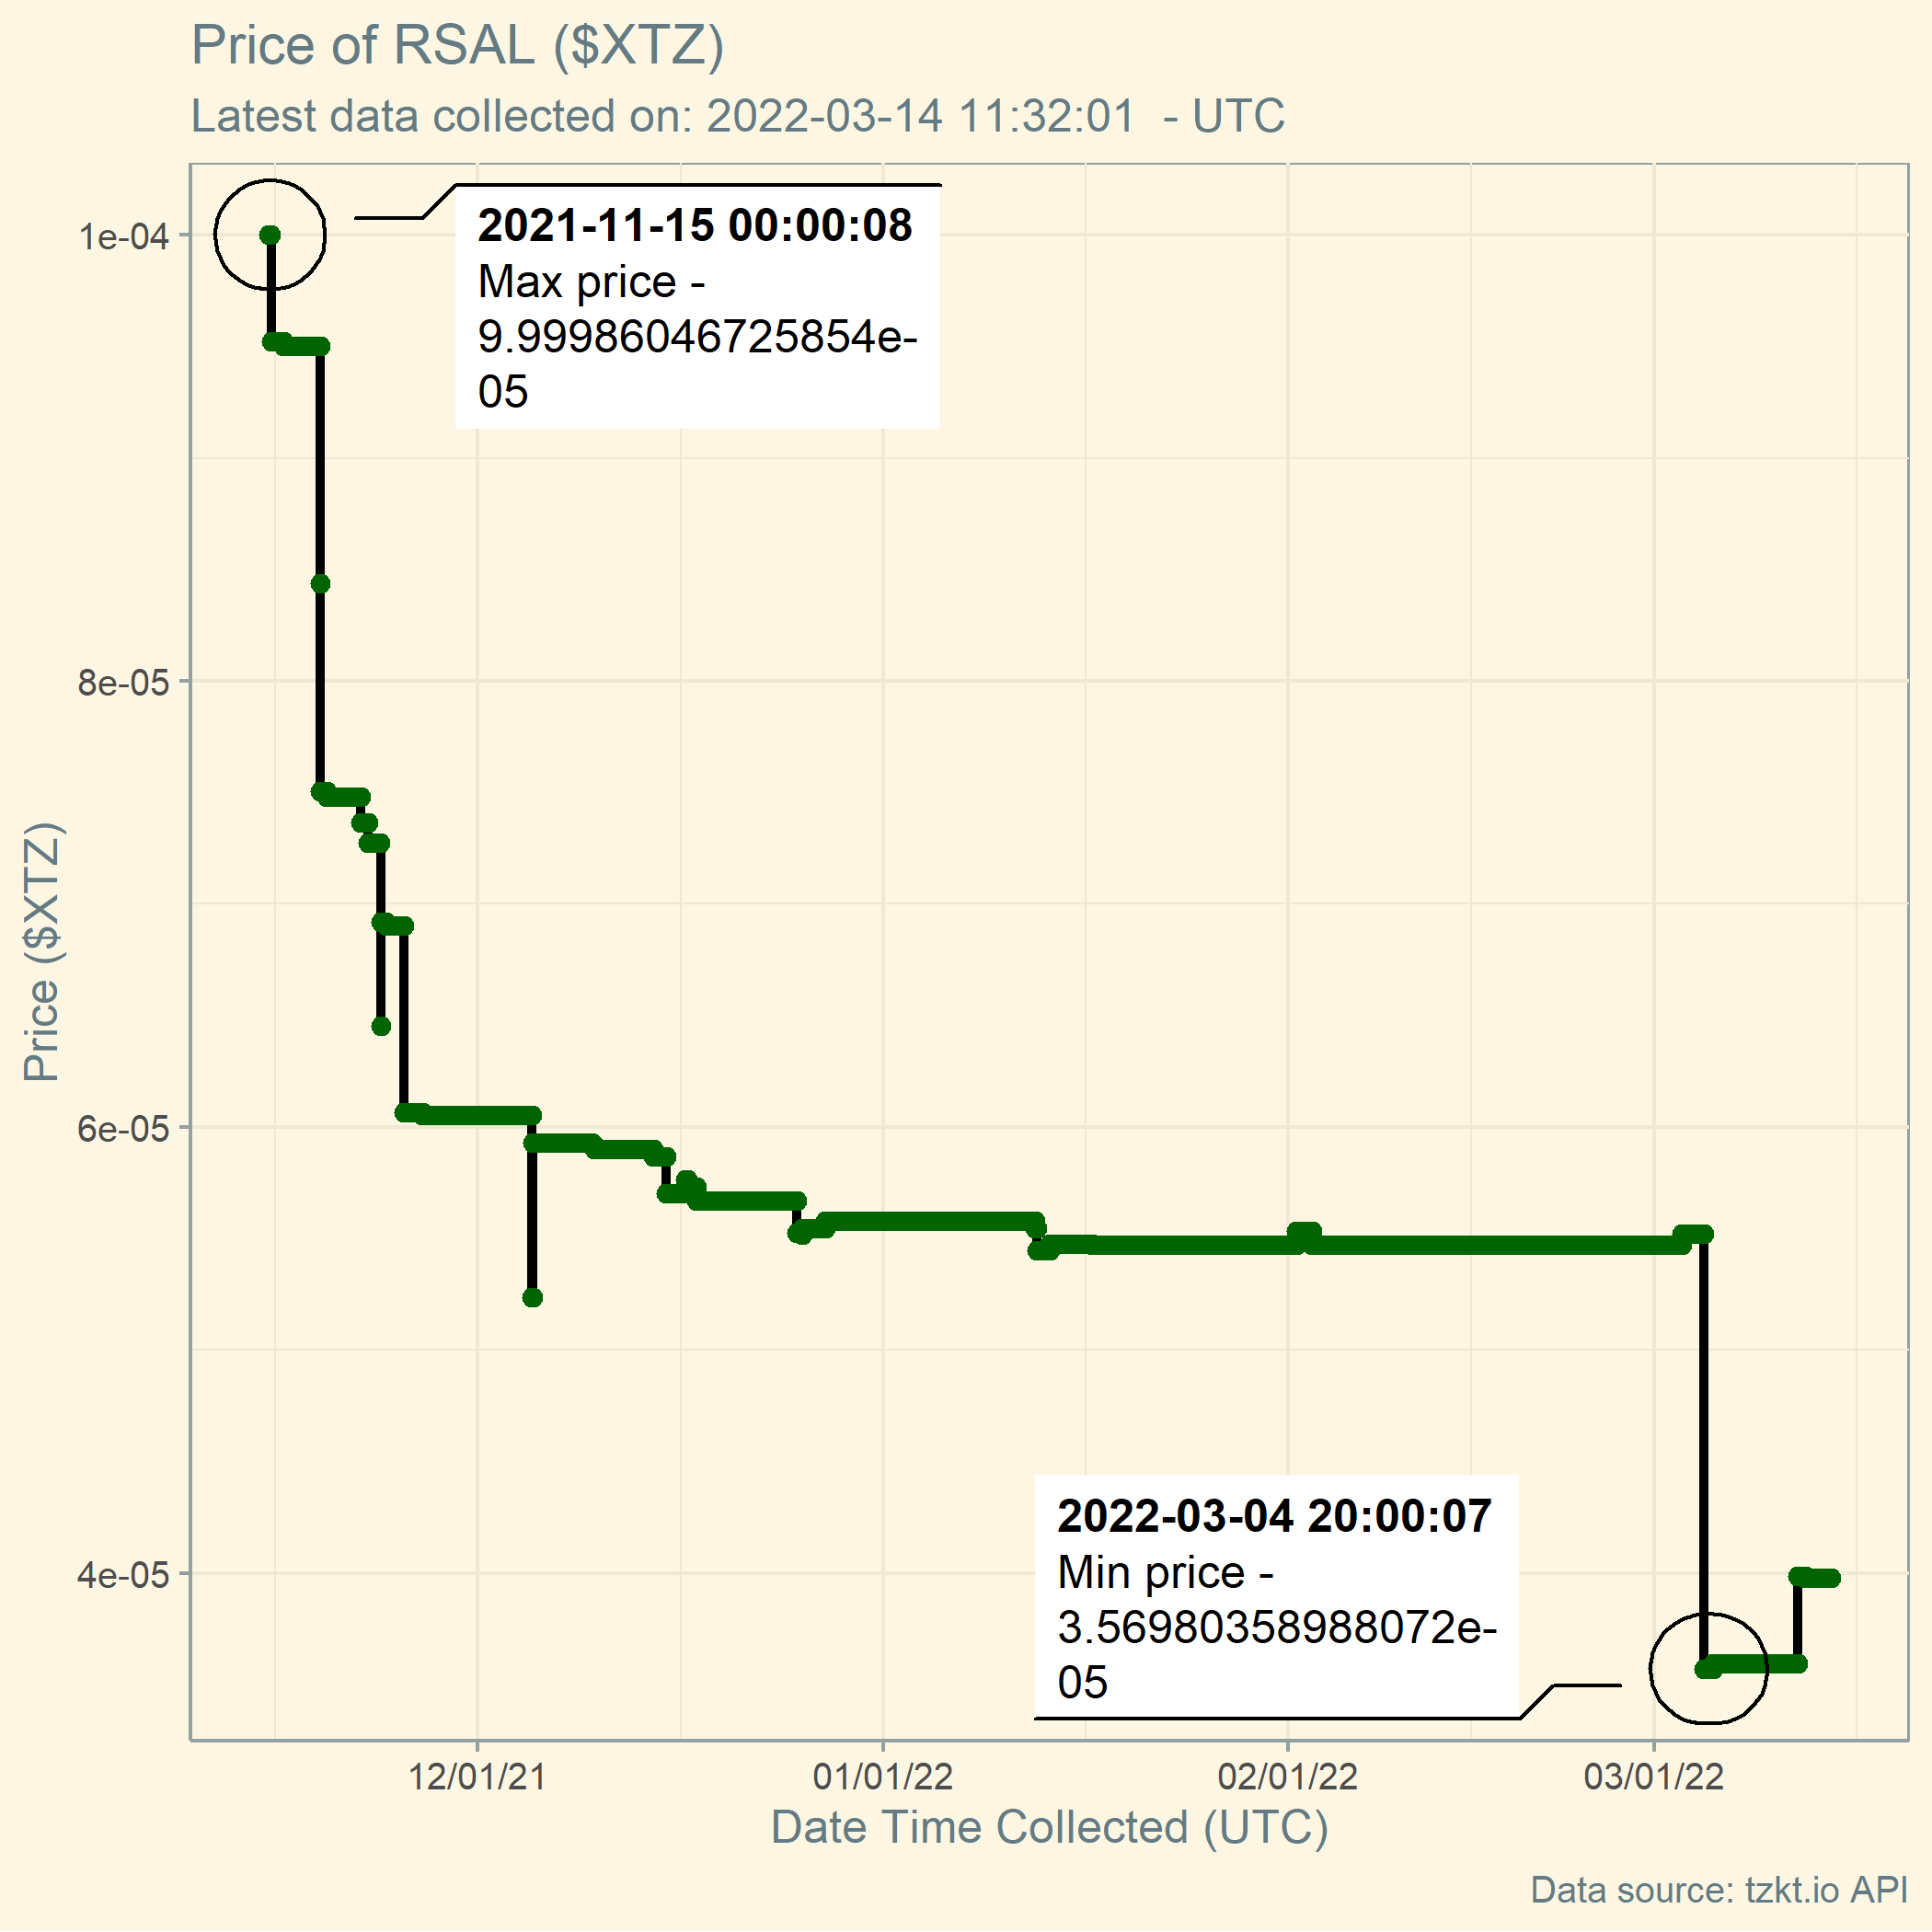 Price of RSAL ($XTZ)
Latest data collected on: 2022-03-14 11:32:01  - UTC
2021-11-15 00:00:08
Max price -
9.99986046725854e-
05
1e-04
8e-05
6e-05
4e-05
Price ($XTZ)
2022-03-04 20:00:07
Min price -
3.56980358988072e-
05
12/01/21
01/01/22
02/01/22
03/01/22
Date Time Collected (UTC)
Data source: tzkt.io API